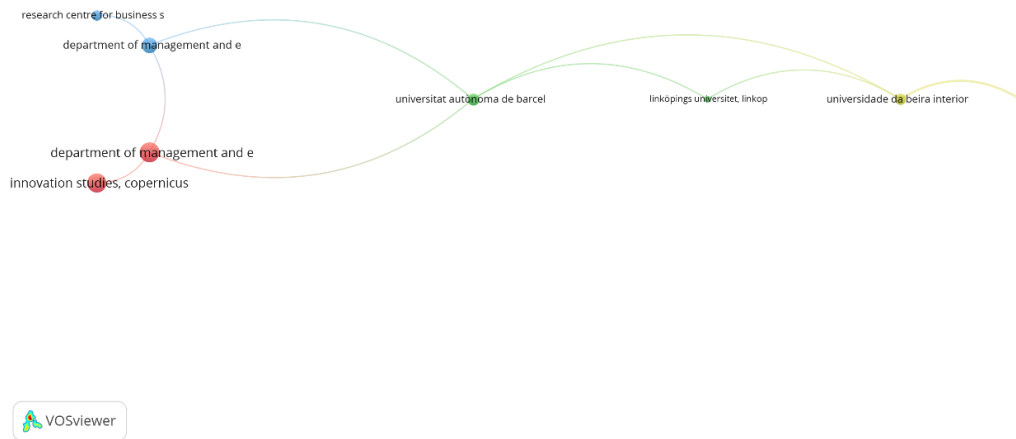 research centre for business s
department of management and e
universitat autònoma de barcel
linköpings universitet, linkop
universidade da beira interior
department of management and e
innovation studies, copernicus
VOSviewer